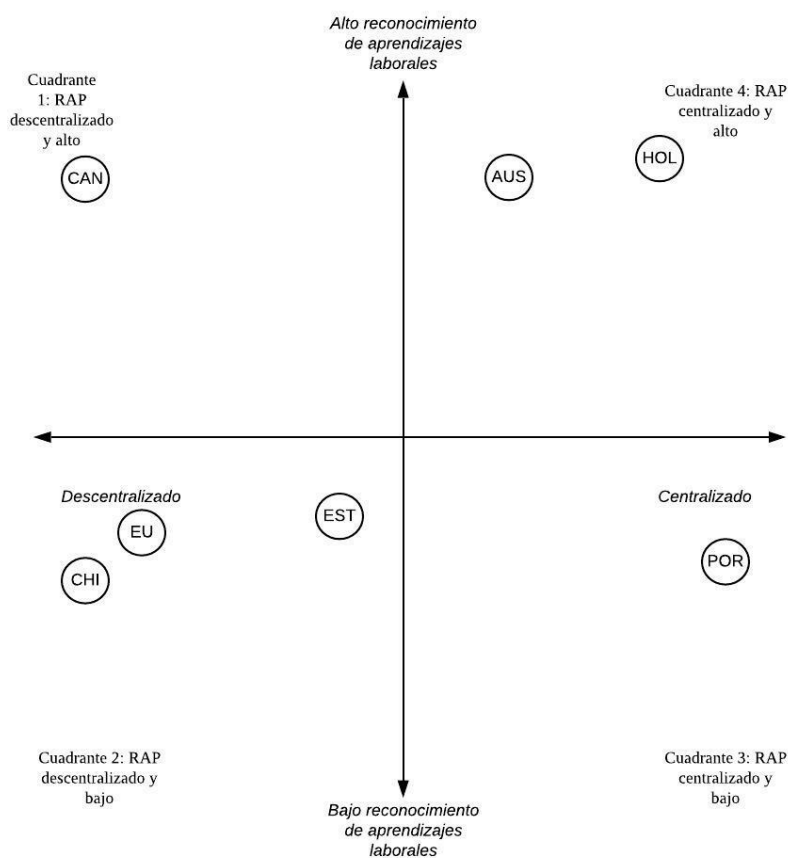 Alto reconocimiento
de aprendizajes
laborales
Cuadrante
1: RAP
descentralizado
y alto
Cuadrante 4: RAP
centralizado y
alto
CAN
AUS
HOL
Descentralizado
Centralizado
EST
EU
POR
CHI
Cuadrante 2: RAP
descentralizado y
bajo
Cuadrante 3: RAP
centralizado y
bajo
Bajo reconocimiento
de aprendizajes
laborales